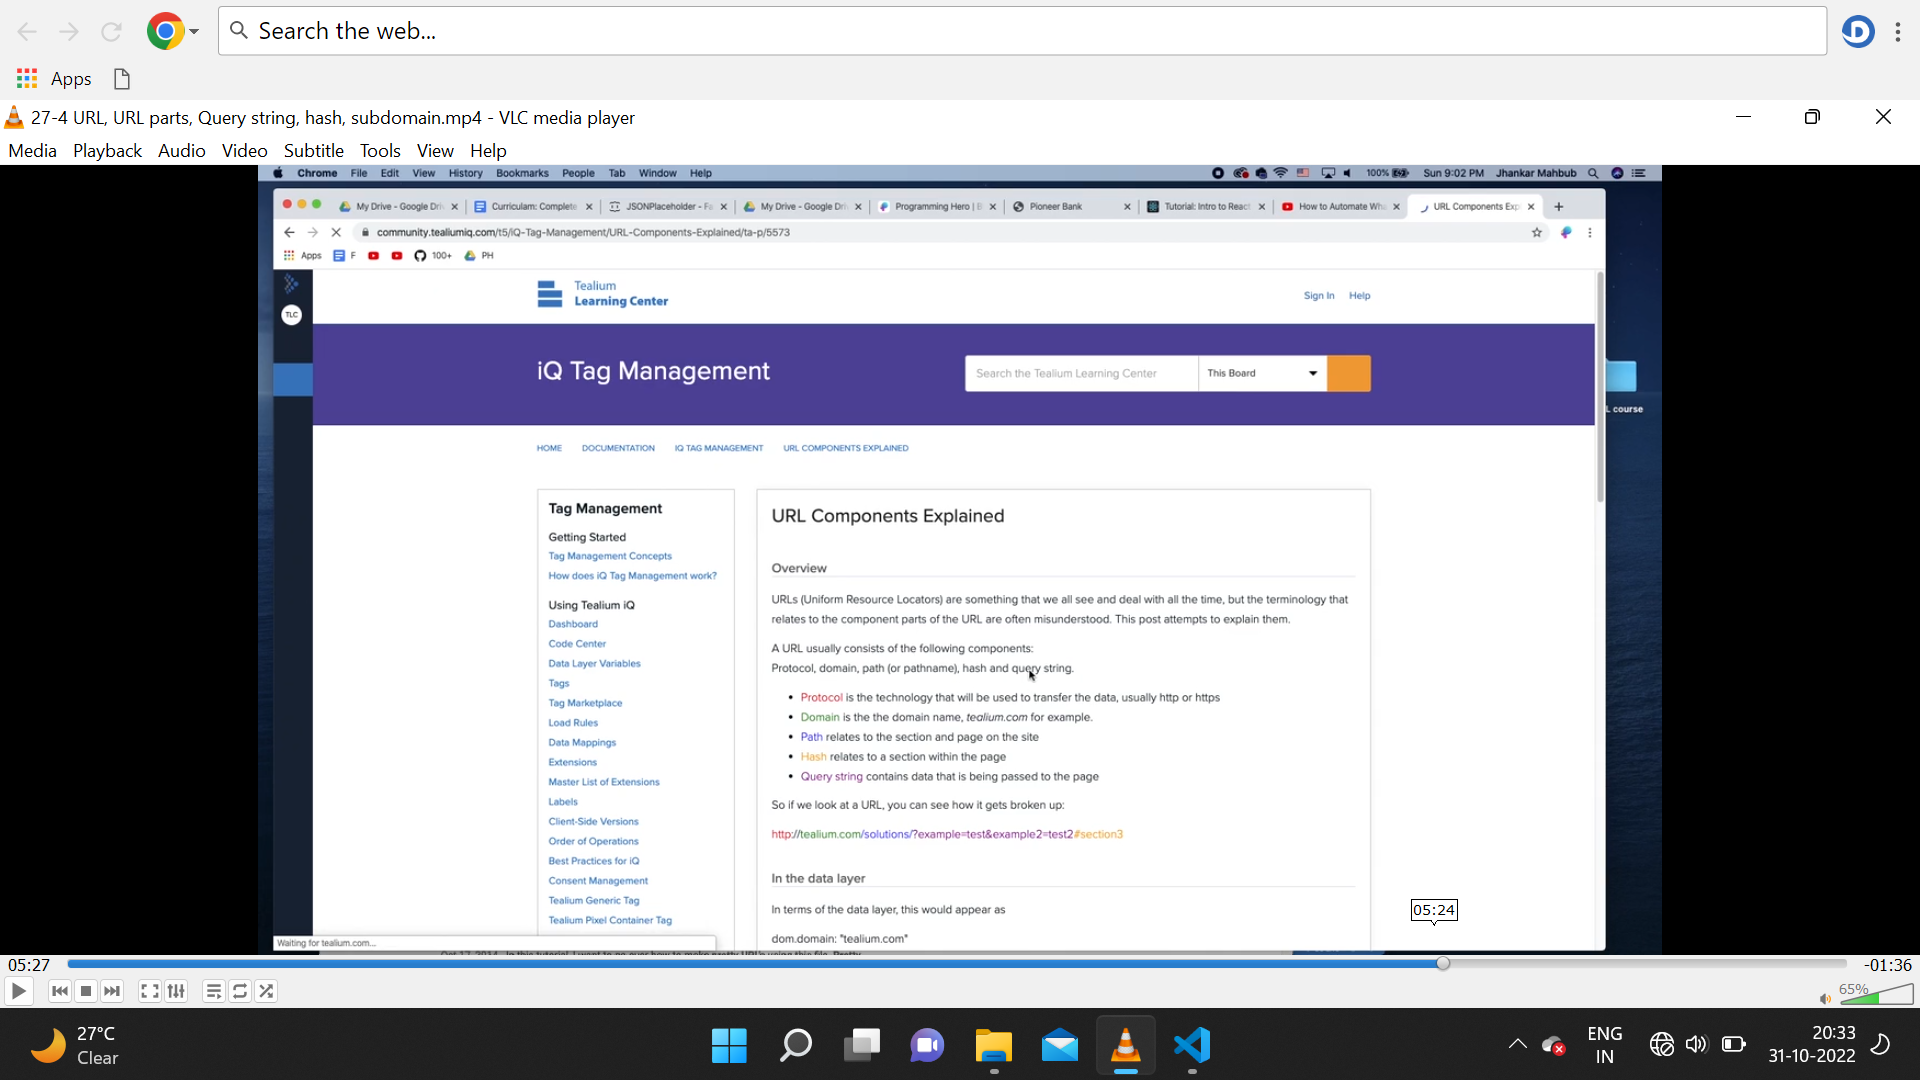 Search the web...
Apps
27-4 URL, URL parts, Query string, hash, subdomain.mp4 - VLC media player
Media Playback Audio Video Subtitle Tools View Help
Chrome File Edit View History Bookmarks People Tab Window Help 100% Sun 9:02 PM Jhankar Mahbub
My Drive - Google Dri Curriculam: Complete JSONPlaceholder - Fa My Drive - Google Dri Programming Hero | B Pioneer Bank Tutorial: Intro to React How to Automate Wha URL Components Exp
community.tealiumiq.com/t5/iQ-Tag-Management/URL-Components-Explained/ta-p/5573
Apps F 100+ PH
TLC
Tealium
Learning Center
Sign In Help
iQ Tag Management
Search the Tealium Learning Center This Board
L course
HOME DOCUMENTATION IQ TAG MANAGEMENT URL COMPONENTS EXPLAINED
Tag Management
Getting Started
Tag Management Concepts
How does iQ Tag Management work?
Using Tealium iQ
Dashboard
Code Center
Data Layer Variables
Tags
Tag Marketplace
Load Rules
Data Mappings
Extensions
Master List of Extensions
Labels
Client-Side Versions
Order of Operations
Best Practices for iQ
Consent Management
Tealium Generic Tag
Tealium Pixel Container Tag
URL Components Explained
Overview
URLs (Uniform Resource Locators) are something that we all see and deal with all the time, but the terminology that
relates to the component parts of the URL are often misunderstood. This post attempts to explain them.
A URL usually consists of the following components:
Protocol, domain, path (or pathname), hash and query string.
• Protocol is the technology that will be used to transfer the data, usually http or https
• Domain is the the domain name, tealium.com for example.
• Path relates to the section and page on the site
• Hash relates to a section within the page
• Query string contains data that is being passed to the page
So if we look at a URL, you can see how it gets broken up:
http://tealium.com/solutions/?example=test&example2=test2#section3
In the data layer
In terms of the data layer, this would appear as
dom.domain: "tealium.com"
Waiting for tealium.com...
05:24
05:27 -01:36
65%
27°C
Clear
ENG
IN
20:33
31-10-2022